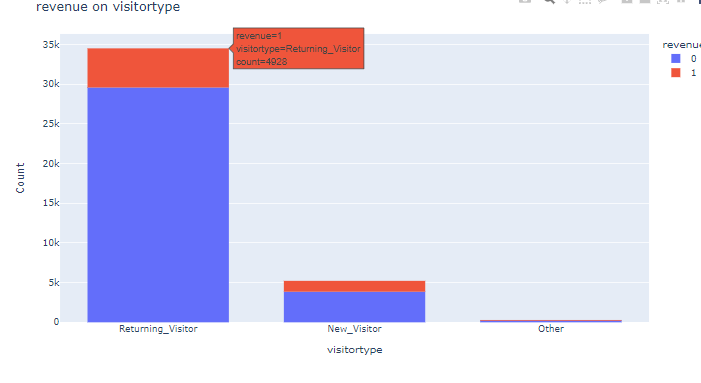 revenue on visitortype
revenue=1
visitortype=Returning_Visitor
count=4928
35k
30k
25k
20k
15k
10k
5k
0
Count
Returning_Visitor
New_Visitor
Other
visitortype
revenue
0
1